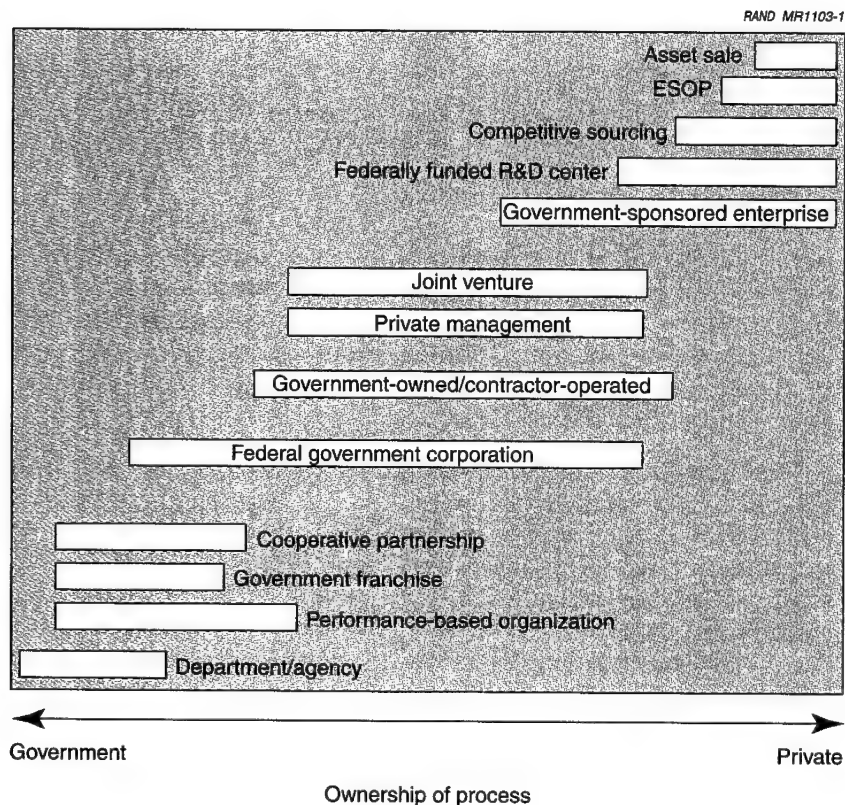 RAND MR1103-1
Asset sale
ESOP
Competitive sourcing
Federally funded R&D center
Government-sponsored enterprise
Joint venture
Private management
Government-owned/contractor-operated
Federal government corporation
Cooperative partnership
Government franchise
Performance-based organization
Department/agency
Government
Private
Ownership of process